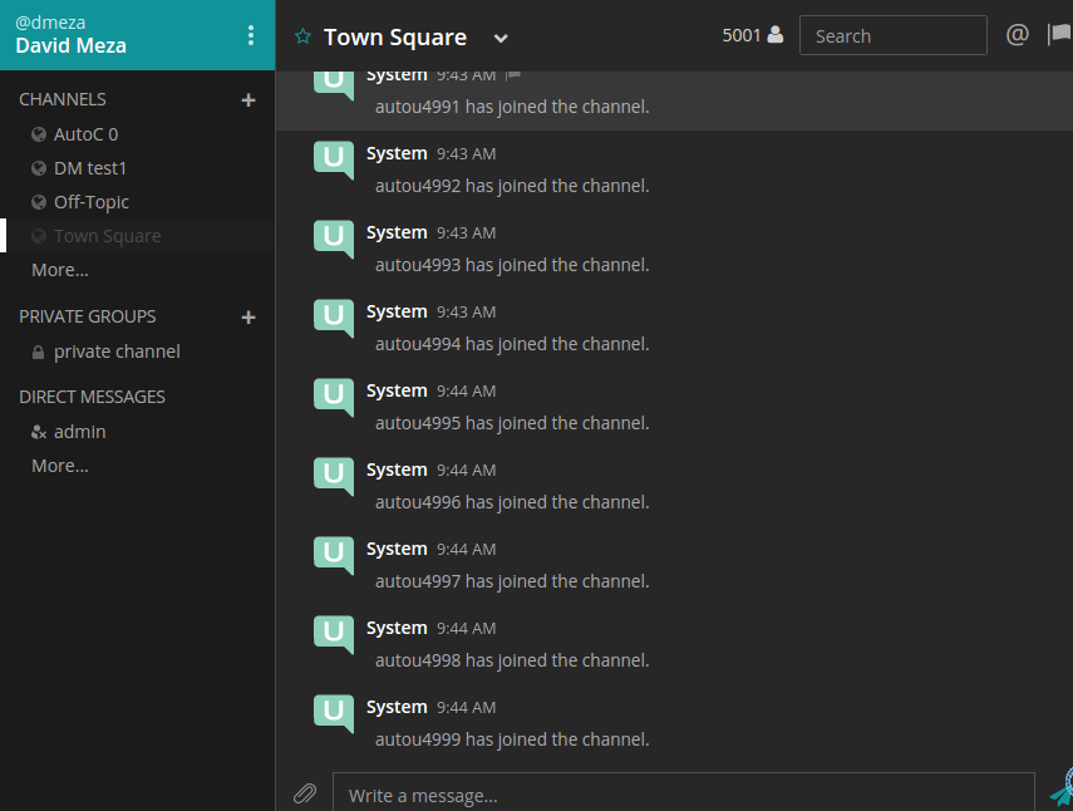 @dmeza
David Meza
CHANNELS
AutoC 0
DM test1
Off-Topic
Town Square
More...
PRIVATE GROUPS
private channel
DIRECT MESSAGES
admin
More...
Town Square
5001
Search
@
U System 9:43 AM
autou4991 has joined the channel.
U System 9:43 AM
autou4992 has joined the channel.
U System 9:43 AM
autou4993 has joined the channel.
U System 9:43 AM
autou4994 has joined the channel.
U System 9:44 AM
autou4995 has joined the channel.
U System 9:44 AM
autou4996 has joined the channel.
U System 9:44 AM
autou4997 has joined the channel.
U System 9:44 AM
autou4998 has joined the channel.
U System 9:44 AM
autou4999 has joined the channel.
Write a message...